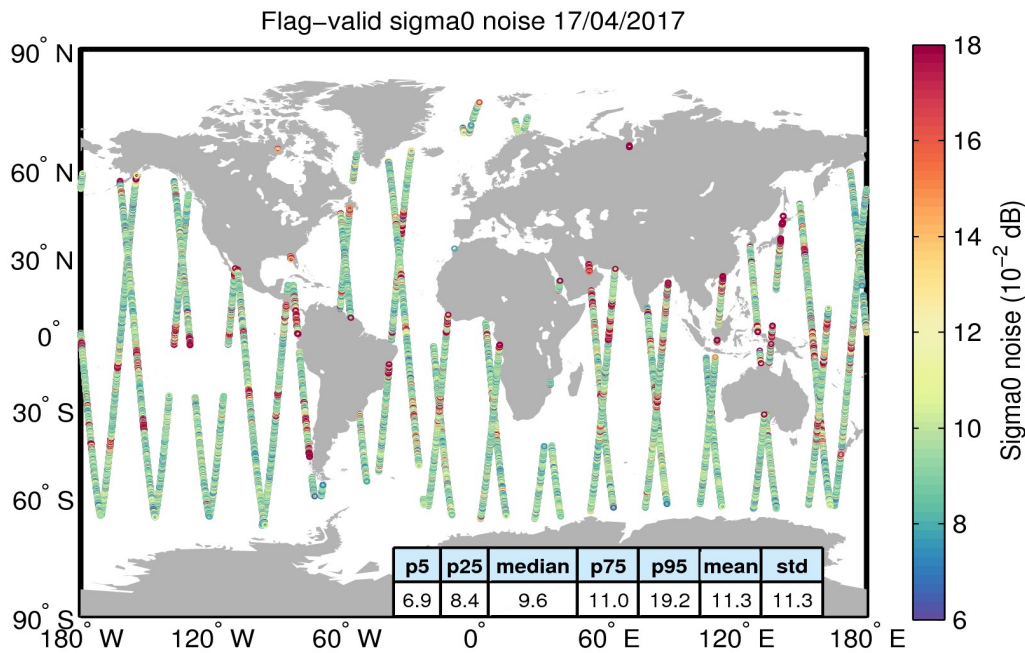 Flag−valid sigma0 noise 17/04/2017
90° N
60° N
30° N
0°
30° S
60° S
90° S
180° W 120° W 60° W 0° 60° E 120° E 180° E
p5 p25 median p75 p95 mean std
6.9 8.4 9.6 11.0 19.2 11.3 11.3
18
16
14
12
10
8
6
Sigma0 noise (10⁻² dB)